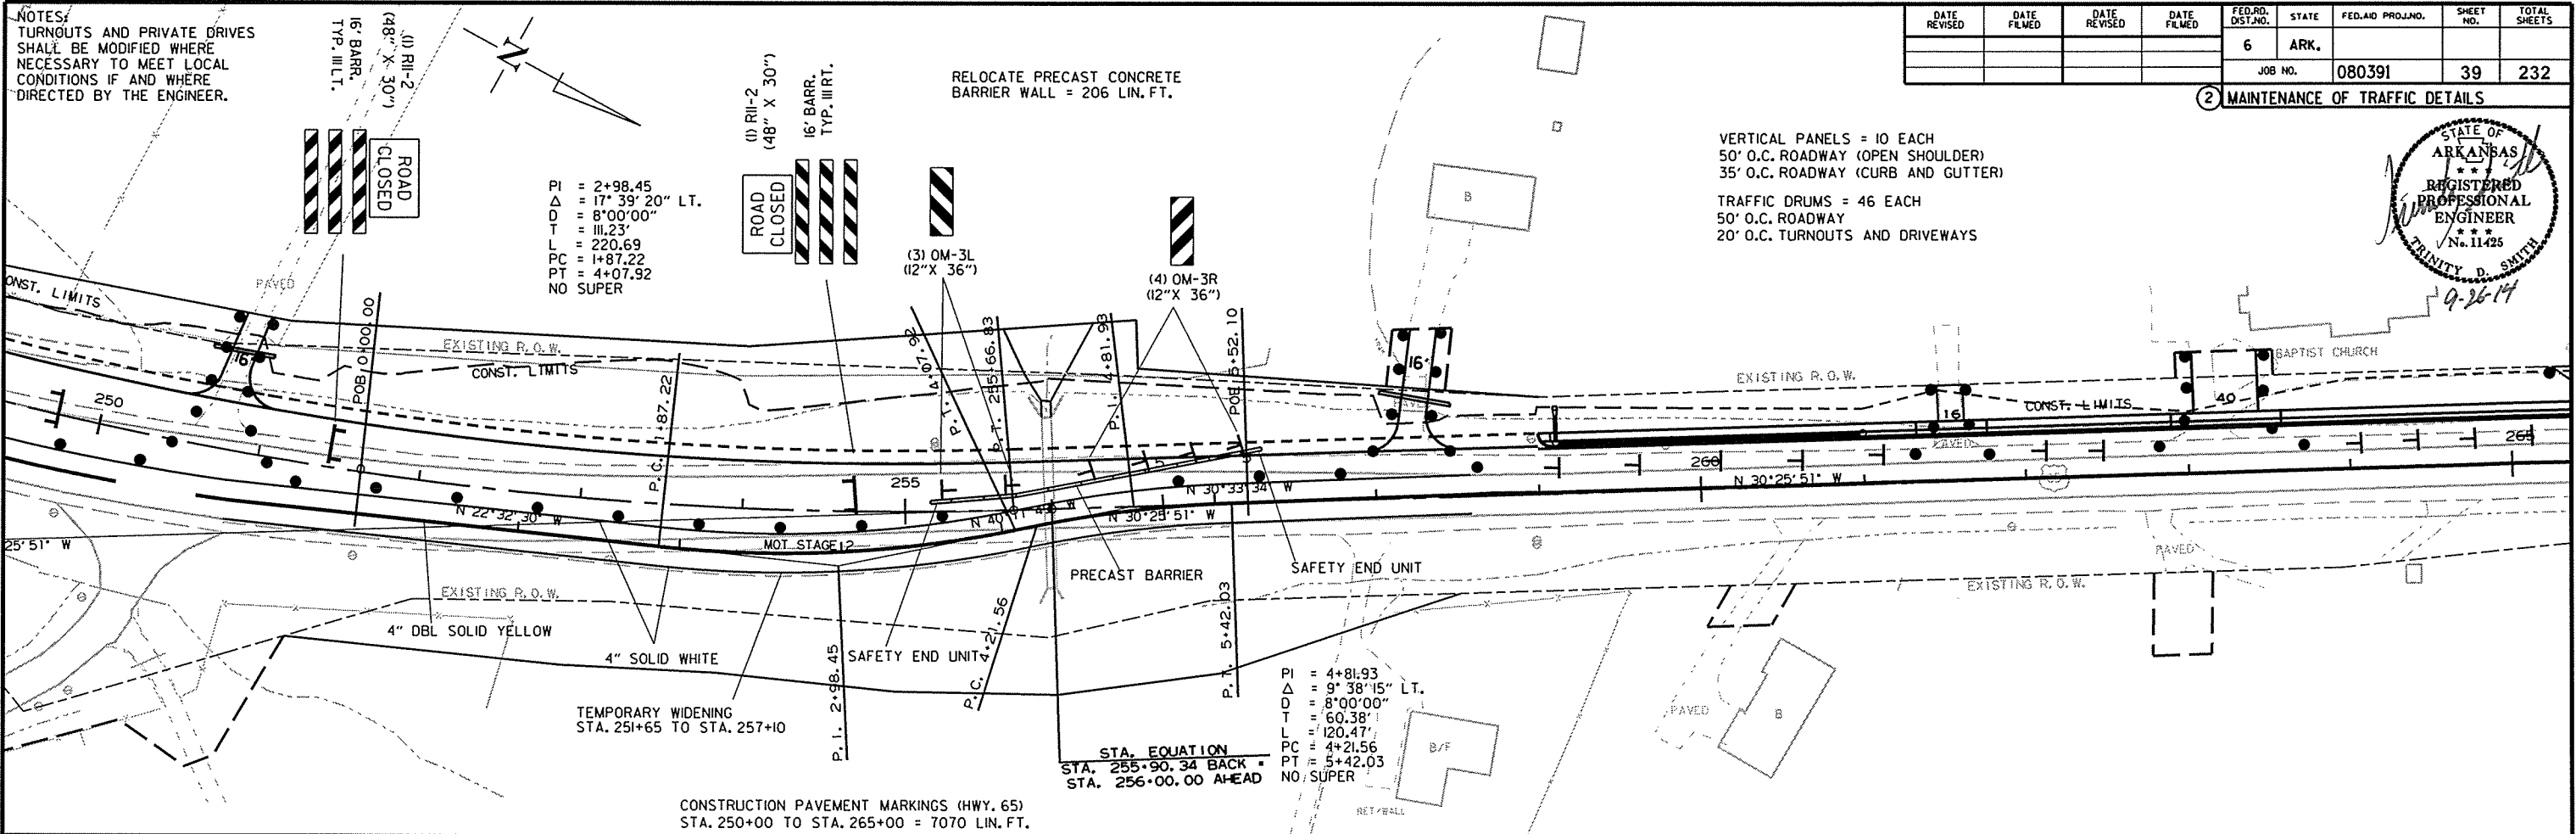 NOTES:
TURNOUTS AND PRIVATE DRIVES
SHALL BE MODIFIED WHERE
NECESSARY TO MEET LOCAL
CONDITIONS IF AND WHERE
DIRECTED BY THE ENGINEER.
(1) R11-2
(48" X 30")
16' BARR.
TYP. III LT.
ROAD
CLOSED
N
PI = 2+98.45
Δ = 17° 39' 20" LT.
D = 8°00'00"
T = 111.23'
L = 220.69
PC = 1+87.22
PT = 4+07.92
NO SUPER
(1) R11-2
(48" X 30")
16' BARR.
TYP. III RT.
ROAD
CLOSED
RELOCATE PRECAST CONCRETE
BARRIER WALL = 206 LIN. FT.
(3) OM-3L
(12"X 36")
(4) OM-3R
(12"X 36")
DATE REVISED
DATE FILMED
DATE REVISED
DATE FILMED
FED.RD. DIST.NO.
STATE
FED.AID PROJ.NO.
SHEET NO.
TOTAL SHEETS
6
ARK.
JOB NO.
080391
39
232
2 MAINTENANCE OF TRAFFIC DETAILS
VERTICAL PANELS = 10 EACH
50' O.C. ROADWAY (OPEN SHOULDER)
35' O.C. ROADWAY (CURB AND GUTTER)
TRAFFIC DRUMS = 46 EACH
50' O.C. ROADWAY
20' O.C. TURNOUTS AND DRIVEWAYS
STATE OF
ARKANSAS
★ ★ ★
REGISTERED
PROFESSIONAL
ENGINEER
★ ★ ★
No. 11425
TRINITY D. SMITH
9-26-14
B
CONST. LIMITS
PAVED
16'
POB 0+00.00
EXISTING R.O.W.
CONST. LIMITS
P.C. 1+87.22
P.T. 4+07.92
P.T. 255+66.83
P.I. 4+81.93
POE 5+52.10
16'
PAVED
EXISTING R.O.W.
16
PAVED
CONST. LIMITS
40
BAPTIST CHURCH
250
255
5
260
265
65
N 22°32'30" W
N 30°33'34" W
N 30°25'51" W
N 30°25'51" W
25'51" W
MOT STAGE 2
PRECAST BARRIER
SAFETY END UNIT
EXISTING R.O.W.
4" DBL SOLID YELLOW
4" SOLID WHITE
SAFETY END UNIT
P.I. 2+98.45
P.C. 4+21.56
P.T. 5+42.03
PAVED
EXISTING R.O.W.
TEMPORARY WIDENING
STA. 251+65 TO STA. 257+10
STA. EQUATION
STA. 255+90.34 BACK =
STA. 256+00.00 AHEAD
PI = 4+81.93
Δ = 9° 38'15" LT.
D = 8°00'00"
T = 60.38'
L = 120.47'
PC = 4+21.56
PT = 5+42.03
NO SUPER
B/F
RET/WALL
PAVED
B
CONSTRUCTION PAVEMENT MARKINGS (HWY. 65)
STA. 250+00 TO STA. 265+00 = 7070 LIN. FT.